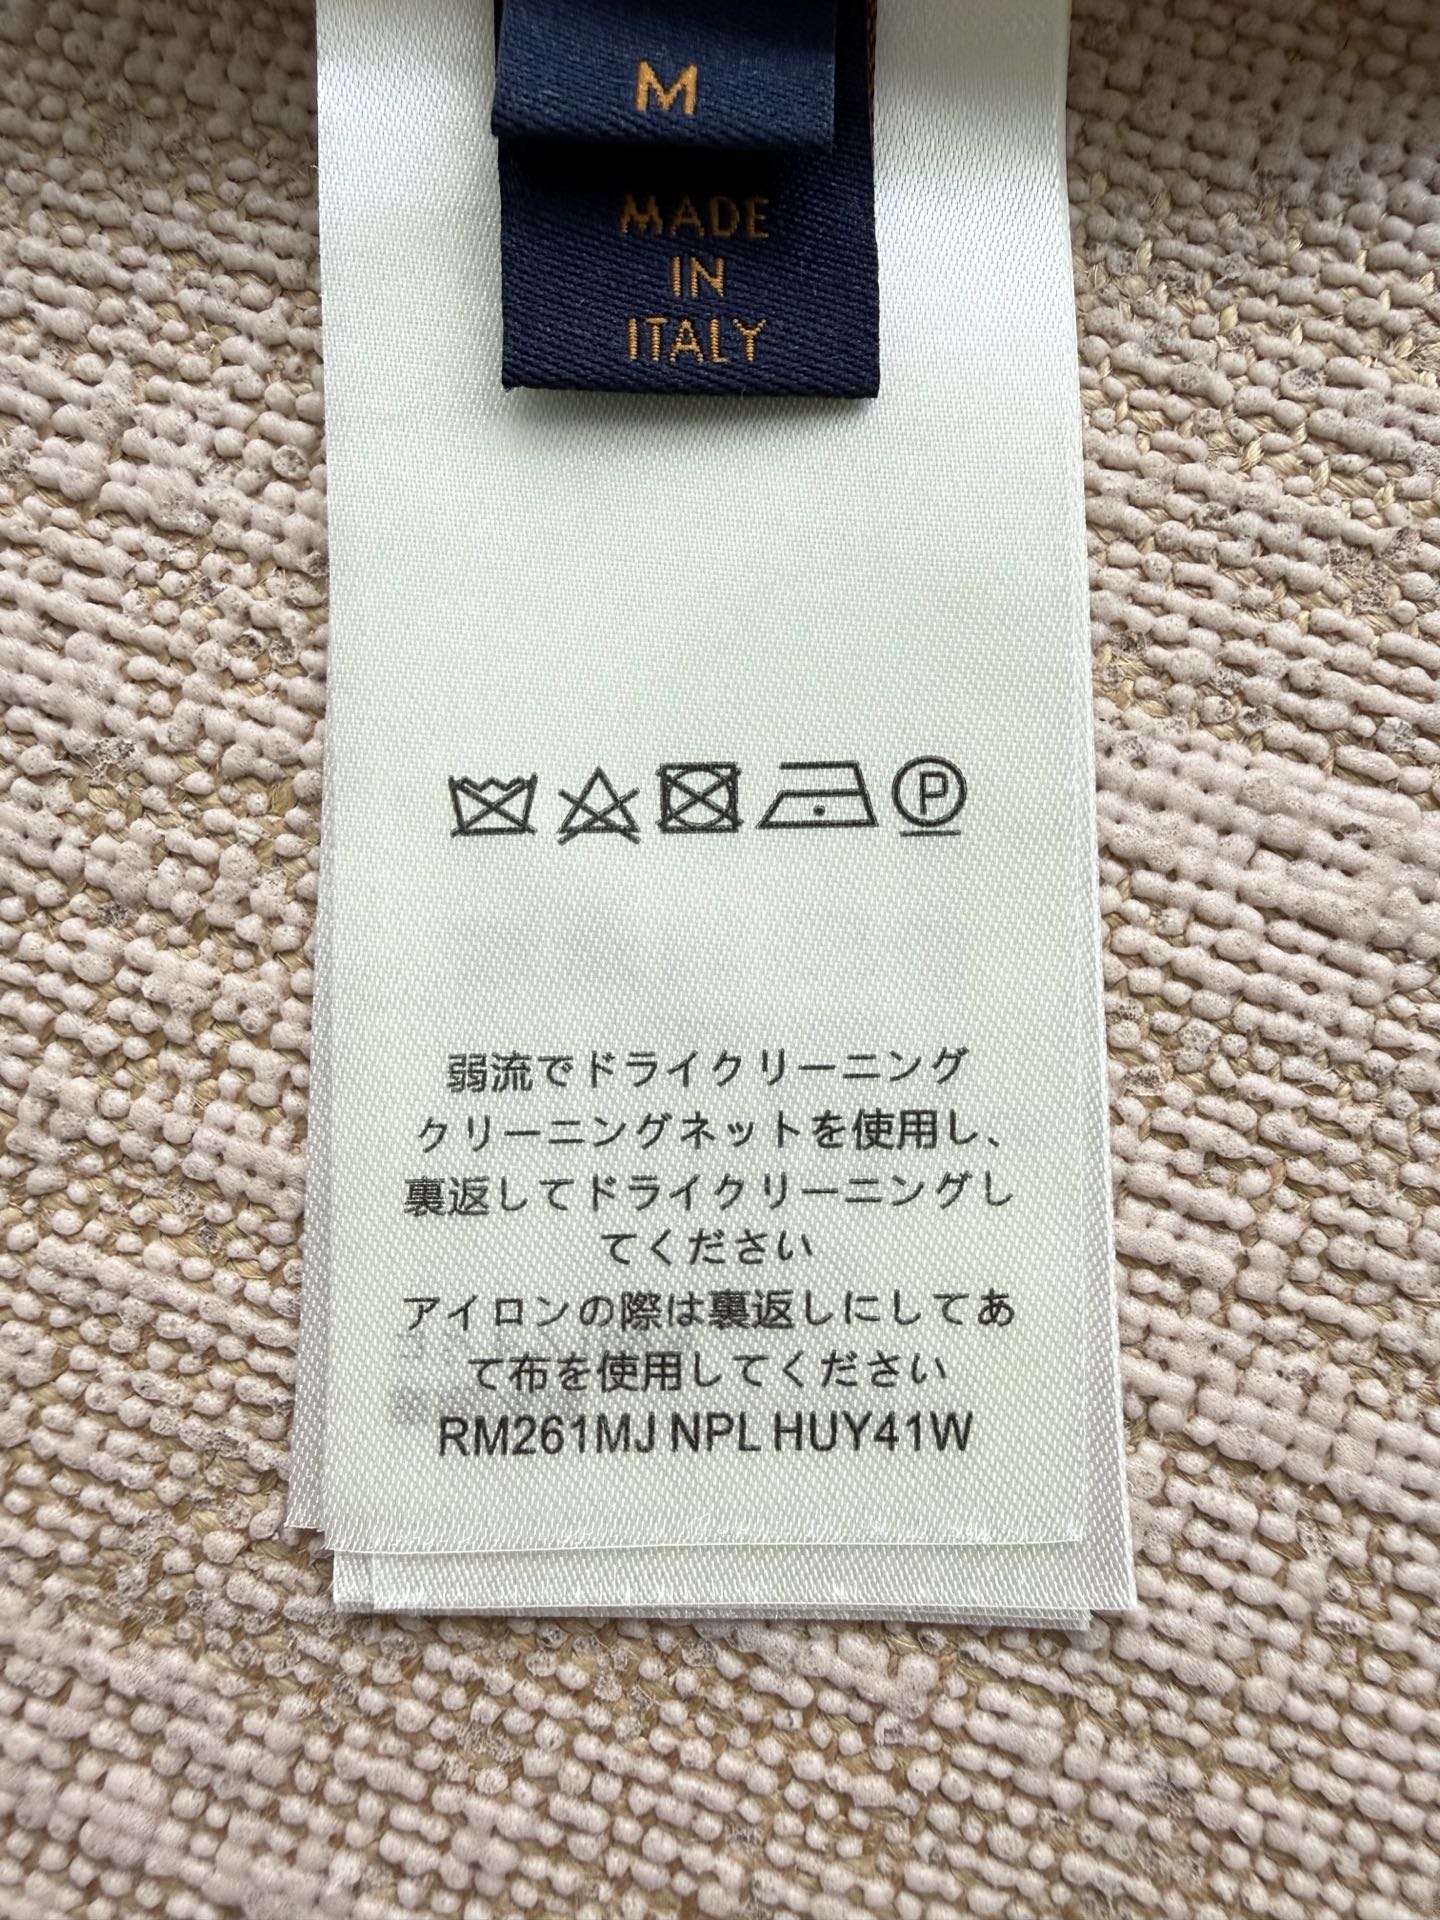 M
MADE
IN
ITALY
P
弱流でドライクリーニング
クリーニングネットを使用し、
裏返してドライクリーニングし
てください
アイロンの際は裏返しにしてあ
て布を使用してください
RM261MJ NPL HUY41W